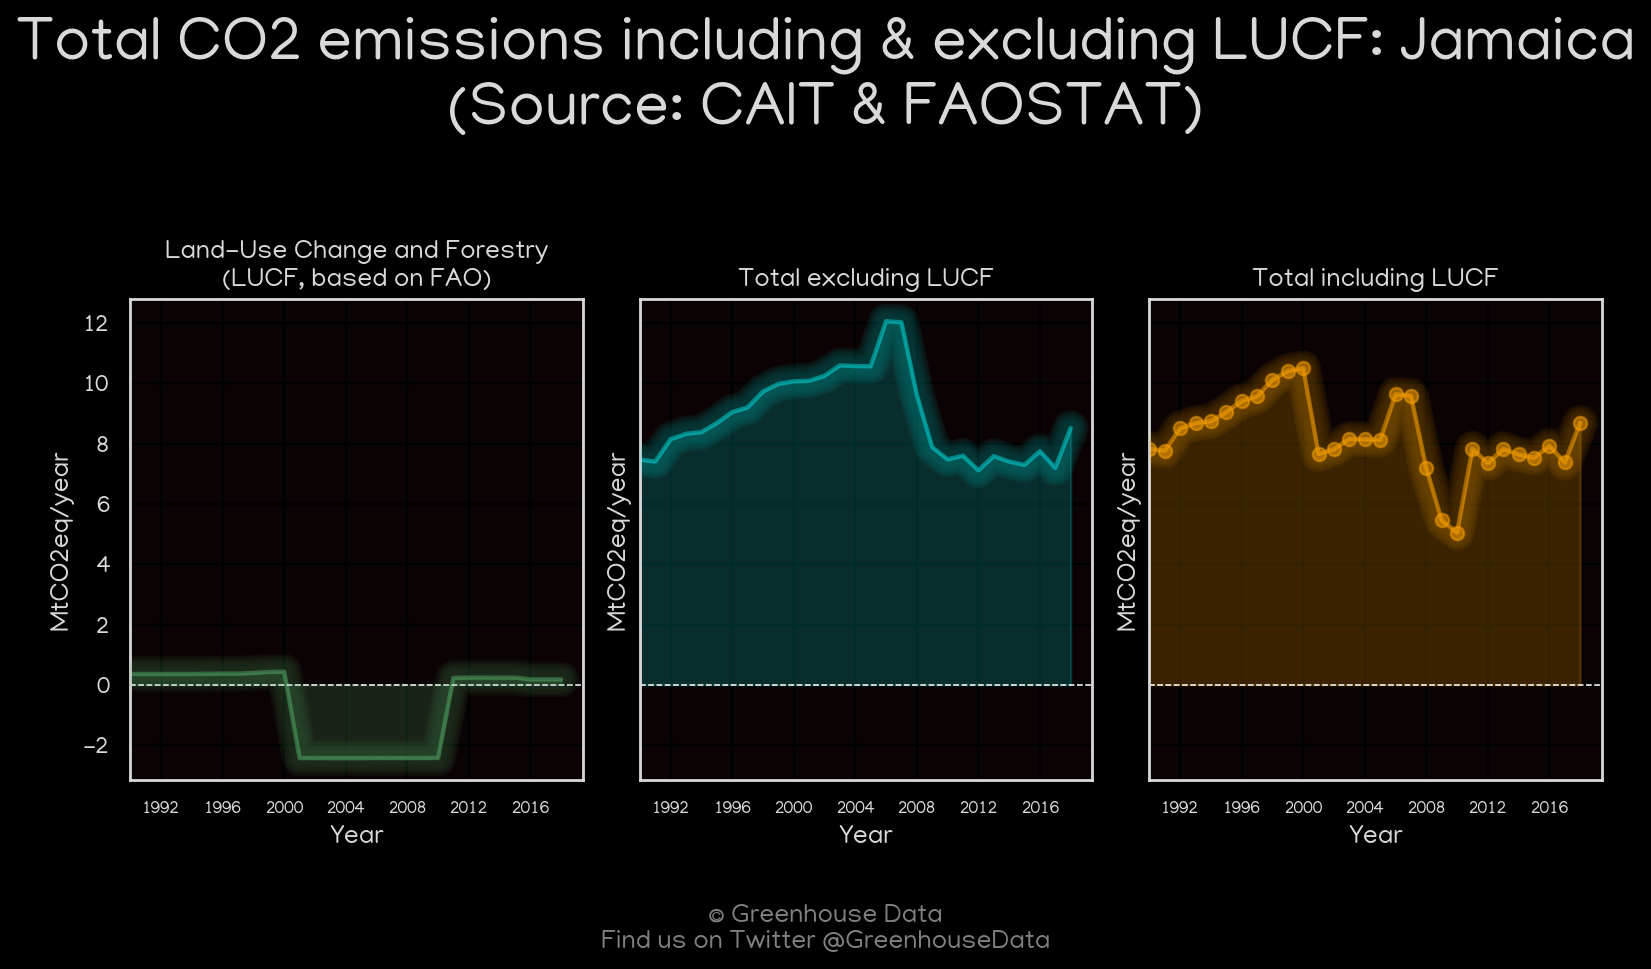 Total CO2 emissions including & excluding LUCF: Jamaica
(Source: CAIT & FAOSTAT)
Land-Use Change and Forestry
(LUCF, based on FAO)
MtCO2eq/year
12
10
8
6
4
2
0
-2
1992 1996 2000 2004 2008 2012 2016
Year
Total excluding LUCF
MtCO2eq/year
1992 1996 2000 2004 2008 2012 2016
Year
Total including LUCF
MtCO2eq/year
1992 1996 2000 2004 2008 2012 2016
Year
© Greenhouse Data
Find us on Twitter @GreenhouseData